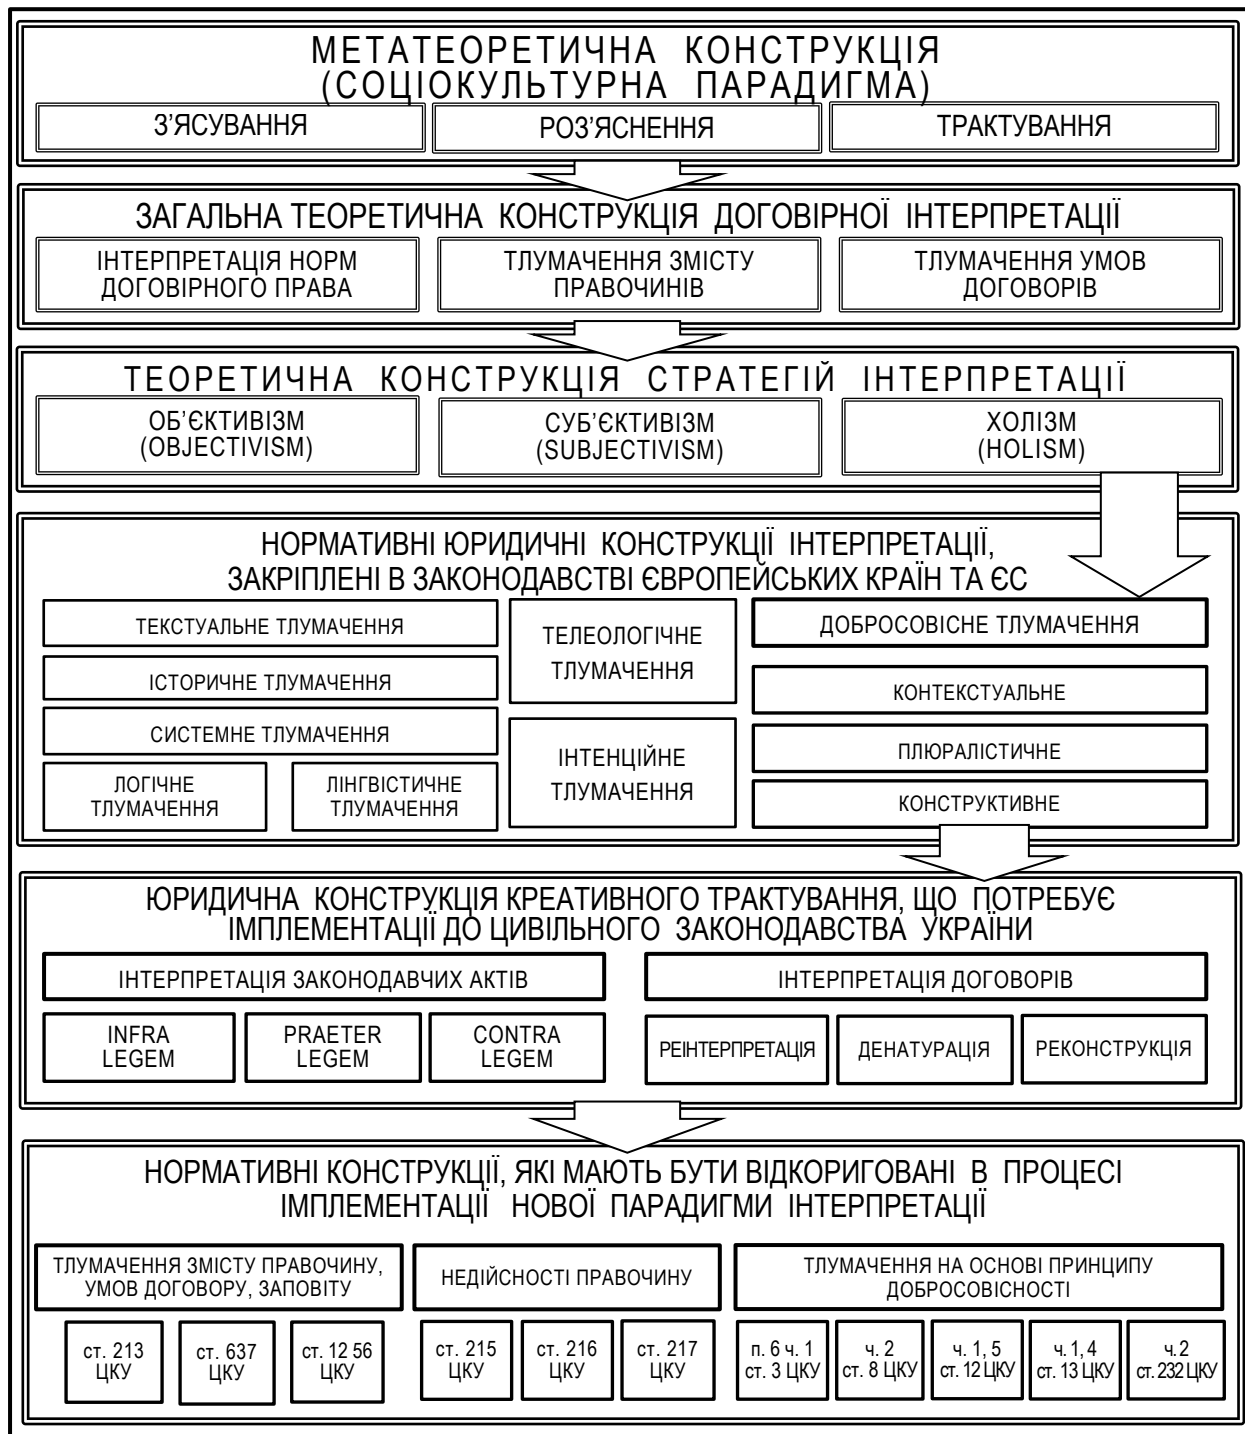 МЕТАТЕОРЕТИЧНА КОНСТРУКЦІЯ
(СОЦІОКУЛЬТУРНА ПАРАДИГМА)
З’ЯСУВАННЯ
РОЗ’ЯСНЕННЯ
ТРАКТУВАННЯ
ЗАГАЛЬНА ТЕОРЕТИЧНА КОНСТРУКЦІЯ ДОГОВІРНОЇ ІНТЕРПРЕТАЦІЇ
ІНТЕРПРЕТАЦІЯ НОРМ
ДОГОВІРНОГО ПРАВА
ТЛУМАЧЕННЯ ЗМІСТУ
ПРАВОЧИНІВ
ТЛУМАЧЕННЯ УМОВ
ДОГОВОРІВ
ТЕОРЕТИЧНА КОНСТРУКЦІЯ СТРАТЕГІЙ ІНТЕРПРЕТАЦІЇ
ОБ’ЄКТИВІЗМ
(OBJECTIVISM)
СУБ’ЄКТИВІЗМ
(SUBJECTIVISM)
ХОЛІЗМ
(HOLISM)
НОРМАТИВНІ ЮРИДИЧНІ КОНСТРУКЦІЇ ІНТЕРПРЕТАЦІЇ,
ЗАКРІПЛЕНІ В ЗАКОНОДАВСТВІ ЄВРОПЕЙСЬКИХ КРАЇН ТА ЄС
ТЕКСТУАЛЬНЕ ТЛУМАЧЕННЯ
ІСТОРИЧНЕ ТЛУМАЧЕННЯ
СИСТЕМНЕ ТЛУМАЧЕННЯ
ЛОГІЧНЕ
ТЛУМАЧЕННЯ
ЛІНГВІСТИЧНЕ
ТЛУМАЧЕННЯ
ТЕЛЕОЛОГІЧНЕ
ТЛУМАЧЕННЯ
ІНТЕНЦІЙНЕ
ТЛУМАЧЕННЯ
ДОБРОСОВІСНЕ ТЛУМАЧЕННЯ
КОНТЕКСТУАЛЬНЕ
ПЛЮРАЛІСТИЧНЕ
КОНСТРУКТИВНЕ
ЮРИДИЧНА КОНСТРУКЦІЯ КРЕАТИВНОГО ТРАКТУВАННЯ, ЩО ПОТРЕБУЄ
ІМПЛЕМЕНТАЦІЇ ДО ЦИВІЛЬНОГО ЗАКОНОДАВСТВА УКРАЇНИ
ІНТЕРПРЕТАЦІЯ ЗАКОНОДАВЧИХ АКТІВ
INFRA
LEGEM
PRAETER
LEGEM
CONTRA
LEGEM
ІНТЕРПРЕТАЦІЯ ДОГОВОРІВ
РЕІНТЕРПРЕТАЦІЯ
ДЕНАТУРАЦІЯ
РЕКОНСТРУКЦІЯ
НОРМАТИВНІ КОНСТРУКЦІЇ, ЯКІ МАЮТЬ БУТИ ВІДКОРИГОВАНІ В ПРОЦЕСІ
ІМПЛЕМЕНТАЦІЇ НОВОЇ ПАРАДИГМИ ІНТЕРПРЕТАЦІЇ
ТЛУМАЧЕННЯ ЗМІСТУ ПРАВОЧИНУ,
УМОВ ДОГОВОРУ, ЗАПОВІТУ
ст. 213
ЦКУ
ст. 637
ЦКУ
ст. 12 56
ЦКУ
НЕДІЙСНОСТІ ПРАВОЧИНУ
ст. 215
ЦКУ
ст. 216
ЦКУ
ст. 217
ЦКУ
ТЛУМАЧЕННЯ НА ОСНОВІ ПРИНЦИПУ
ДОБРОСОВІСНОСТІ
п. 6 ч. 1
ст. 3 ЦКУ
ч. 2
ст. 8 ЦКУ
ч. 1, 5
ст. 12 ЦКУ
ч. 1, 4
ст. 13 ЦКУ
ч. 2
ст. 232 ЦКУ